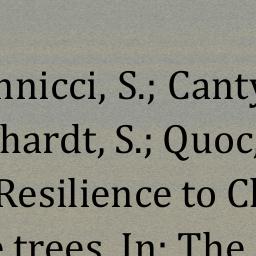 nnicci, S.; Canty
hardt, S.; Quoc,
Resilience to Cl
e trees. In: The